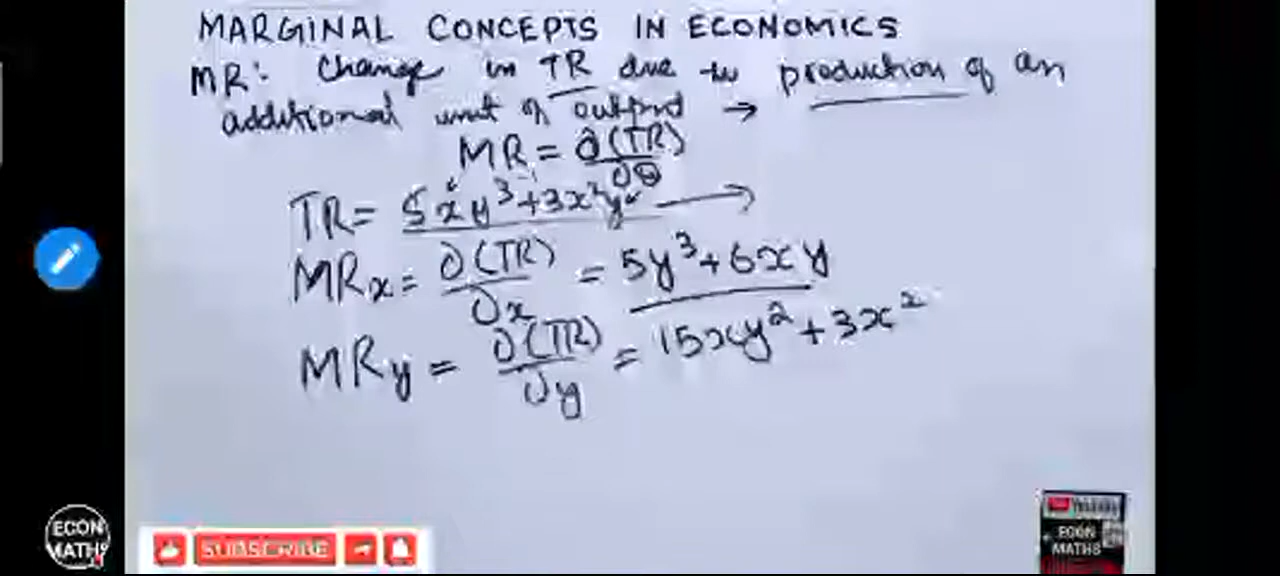 MARGINAL CONCEPTS IN ECONOMICS
MR: Change in TR due to production of an
additional unit of output →
MR = ∂(TR)/∂Q
TR = 5xy³+3x²y →
MRx = ∂(TR)/∂x = 5y³+6xy
MRy = ∂(TR)/∂y = 15xy²+3x²
ECON
MATHS
SUBSCRIBE
YouTube
ECON
MATHS